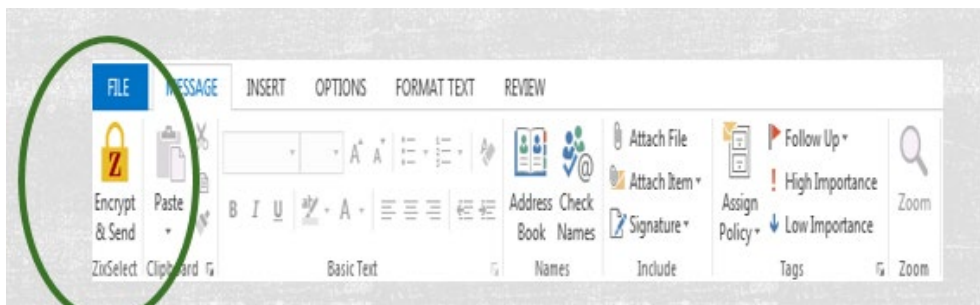 FILE MESSAGE INSERT OPTIONS FORMAT TEXT REVIEW
Z
Encrypt
& Send
ZixSelect
Paste
Clipboard
A A
B I U A
Basic Text
Address
Book
Check
Names
@
Names
Attach File
Attach Item
Signature
Include
Assign
Policy
Follow Up
! High Importance
Low Importance
Tags
Zoom
Zoom